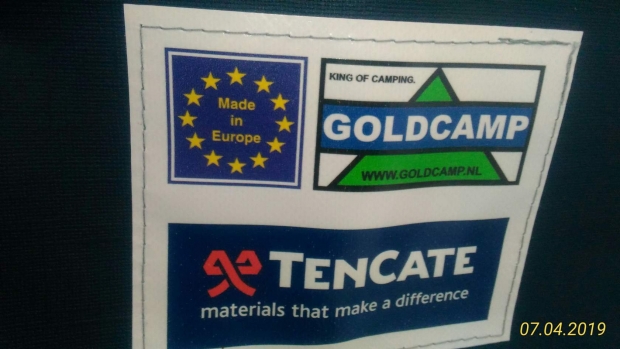 Made
in
Europe
KING OF CAMPING.
GOLDCAMP
WWW.GOLDCAMP.NL
TENCATE
materials that make a difference
07.04.2019